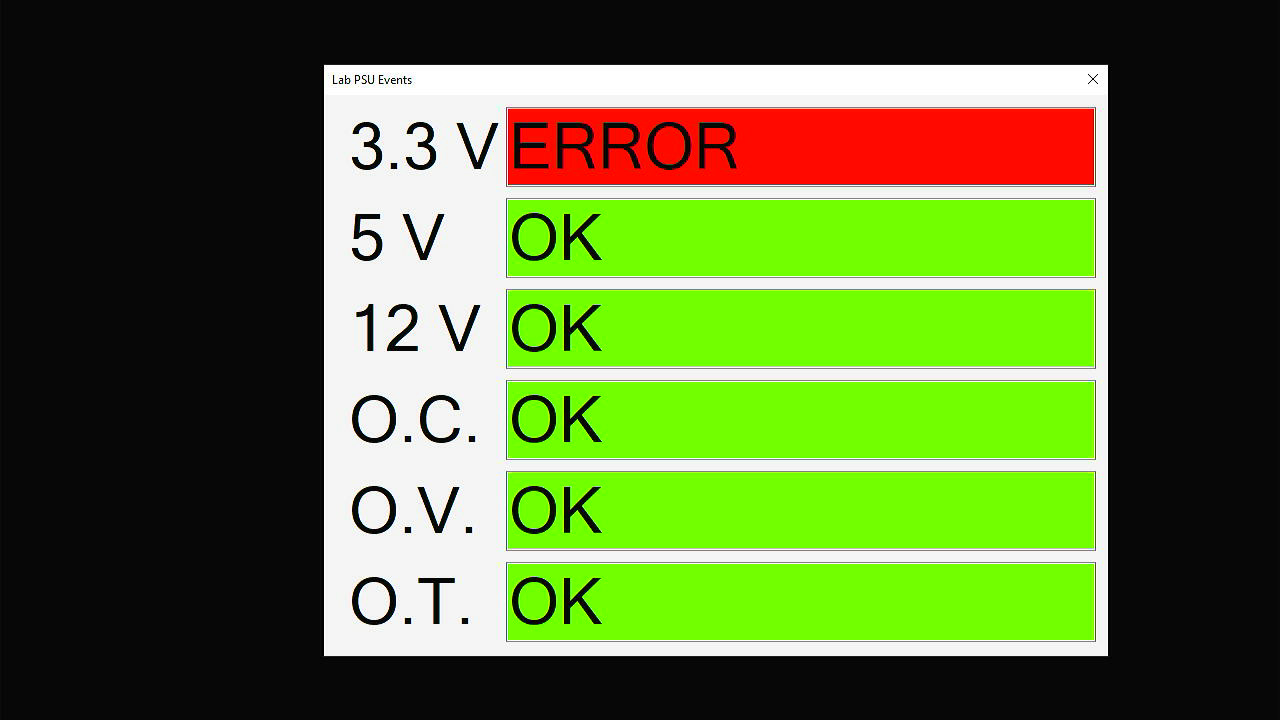 Lab PSU Events
3.3 V ERROR
5 V OK
12 V OK
O.C. OK
O.V. OK
O.T. OK